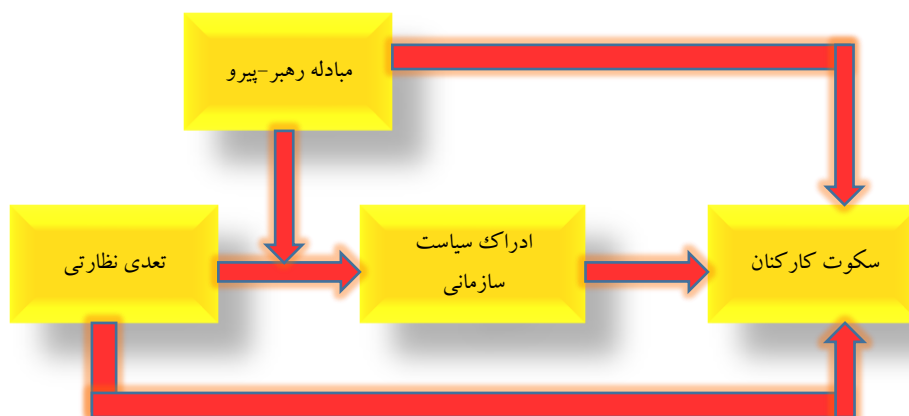 مبادله رهبر-پیرو
تعدی نظارتی
ادراک سیاست
سازمانی
سکوت کارکنان